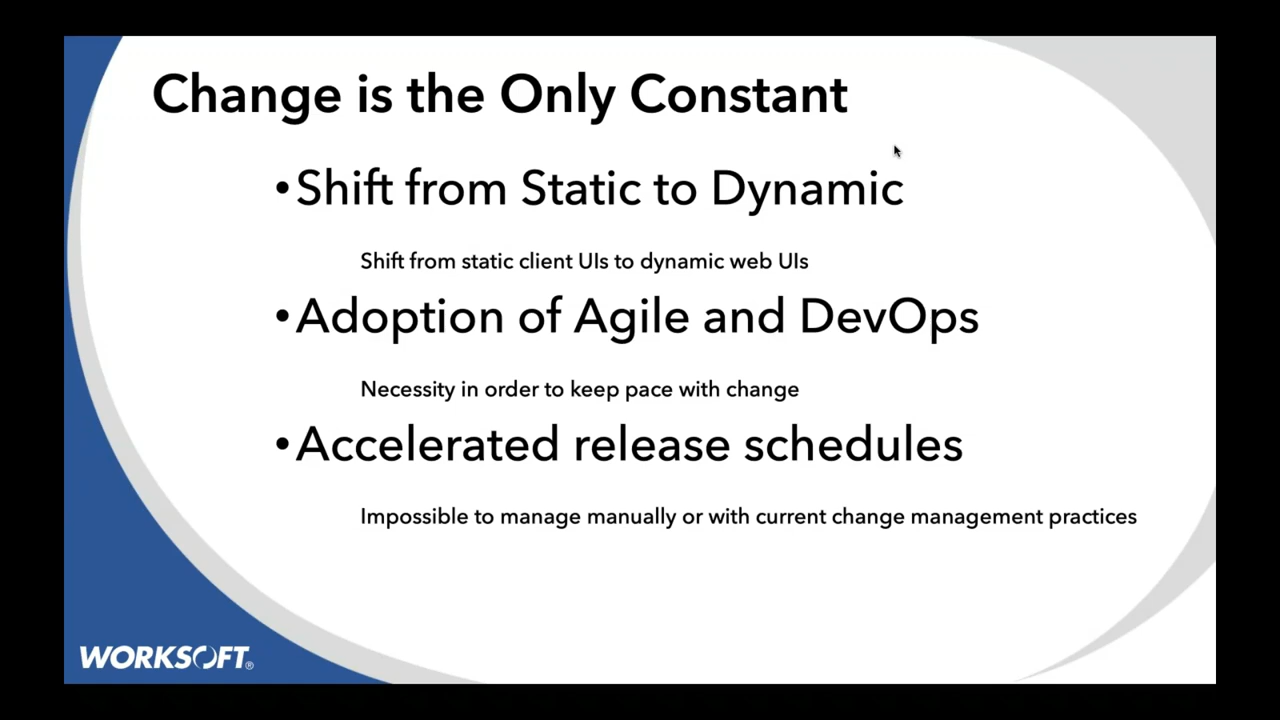 Change is the Only Constant
•Shift from Static to Dynamic
Shift from static client UIs to dynamic web UIs
•Adoption of Agile and DevOps
Necessity in order to keep pace with change
•Accelerated release schedules
Impossible to manage manually or with current change management practices
WORKSOFT®